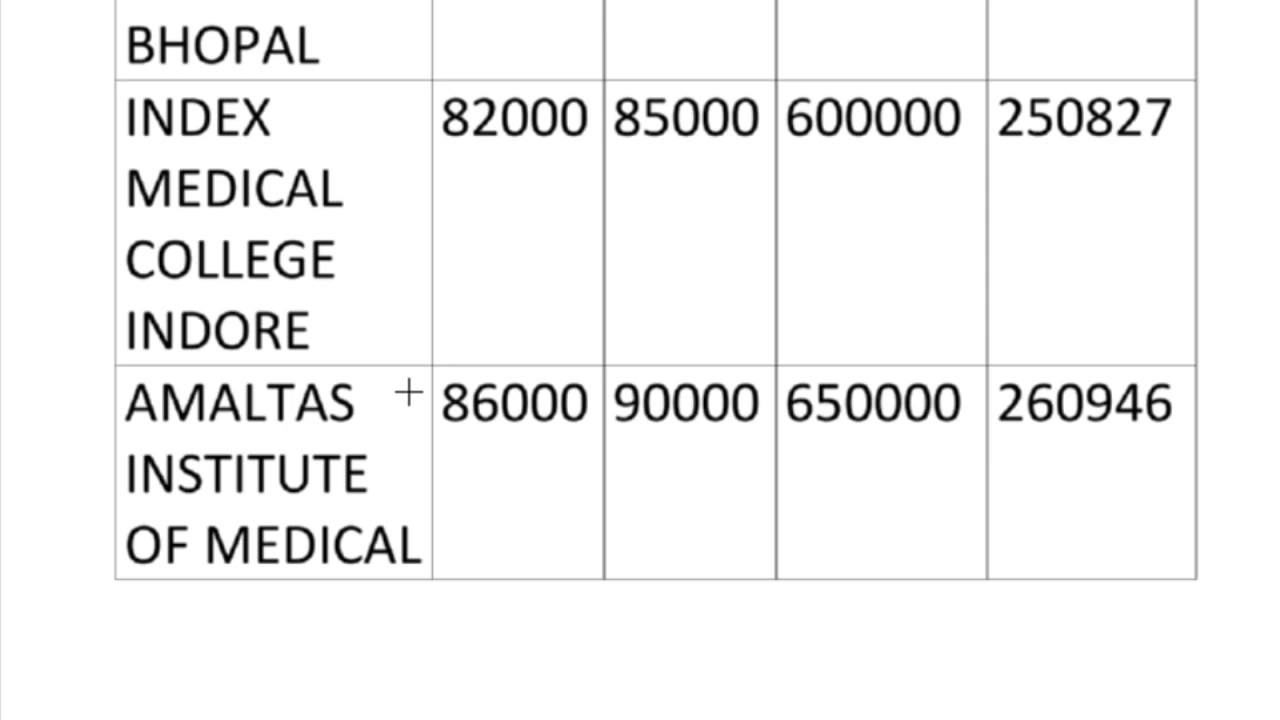 BHOPAL
INDEX 82000 85000 600000 250827
MEDICAL
COLLEGE
INDORE
AMALTAS 86000 90000 650000 260946
INSTITUTE
OF MEDICAL